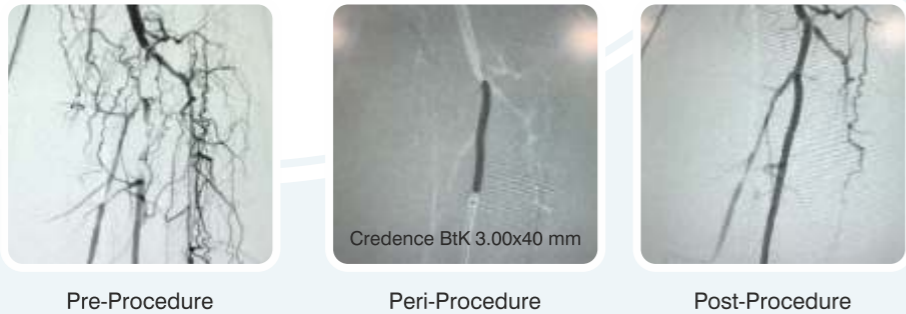 Credence BtK 3.00x40 mm
Pre-Procedure
Peri-Procedure
Post-Procedure